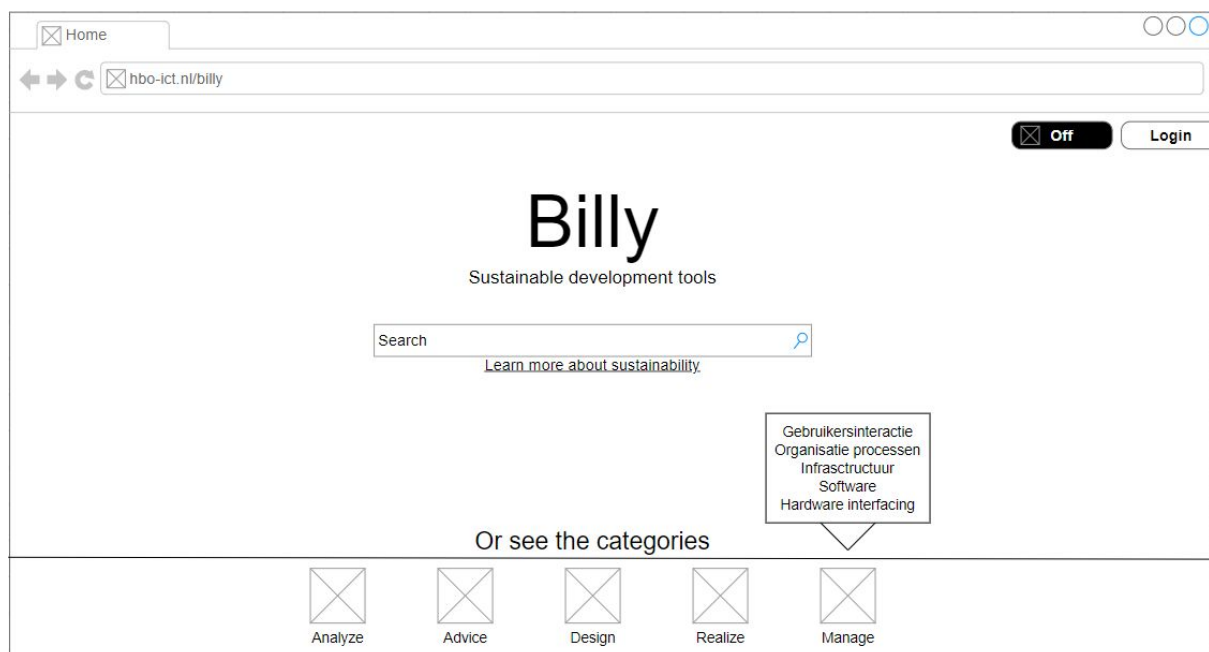 Home
hbo-ict.nl/billy
Off
Login
Billy
Sustainable development tools
Search
Learn more about sustainability
Gebruikersinteractie
Organisatie processen
Infrasctructuur
Software
Hardware interfacing
Or see the categories
Analyze
Advice
Design
Realize
Manage